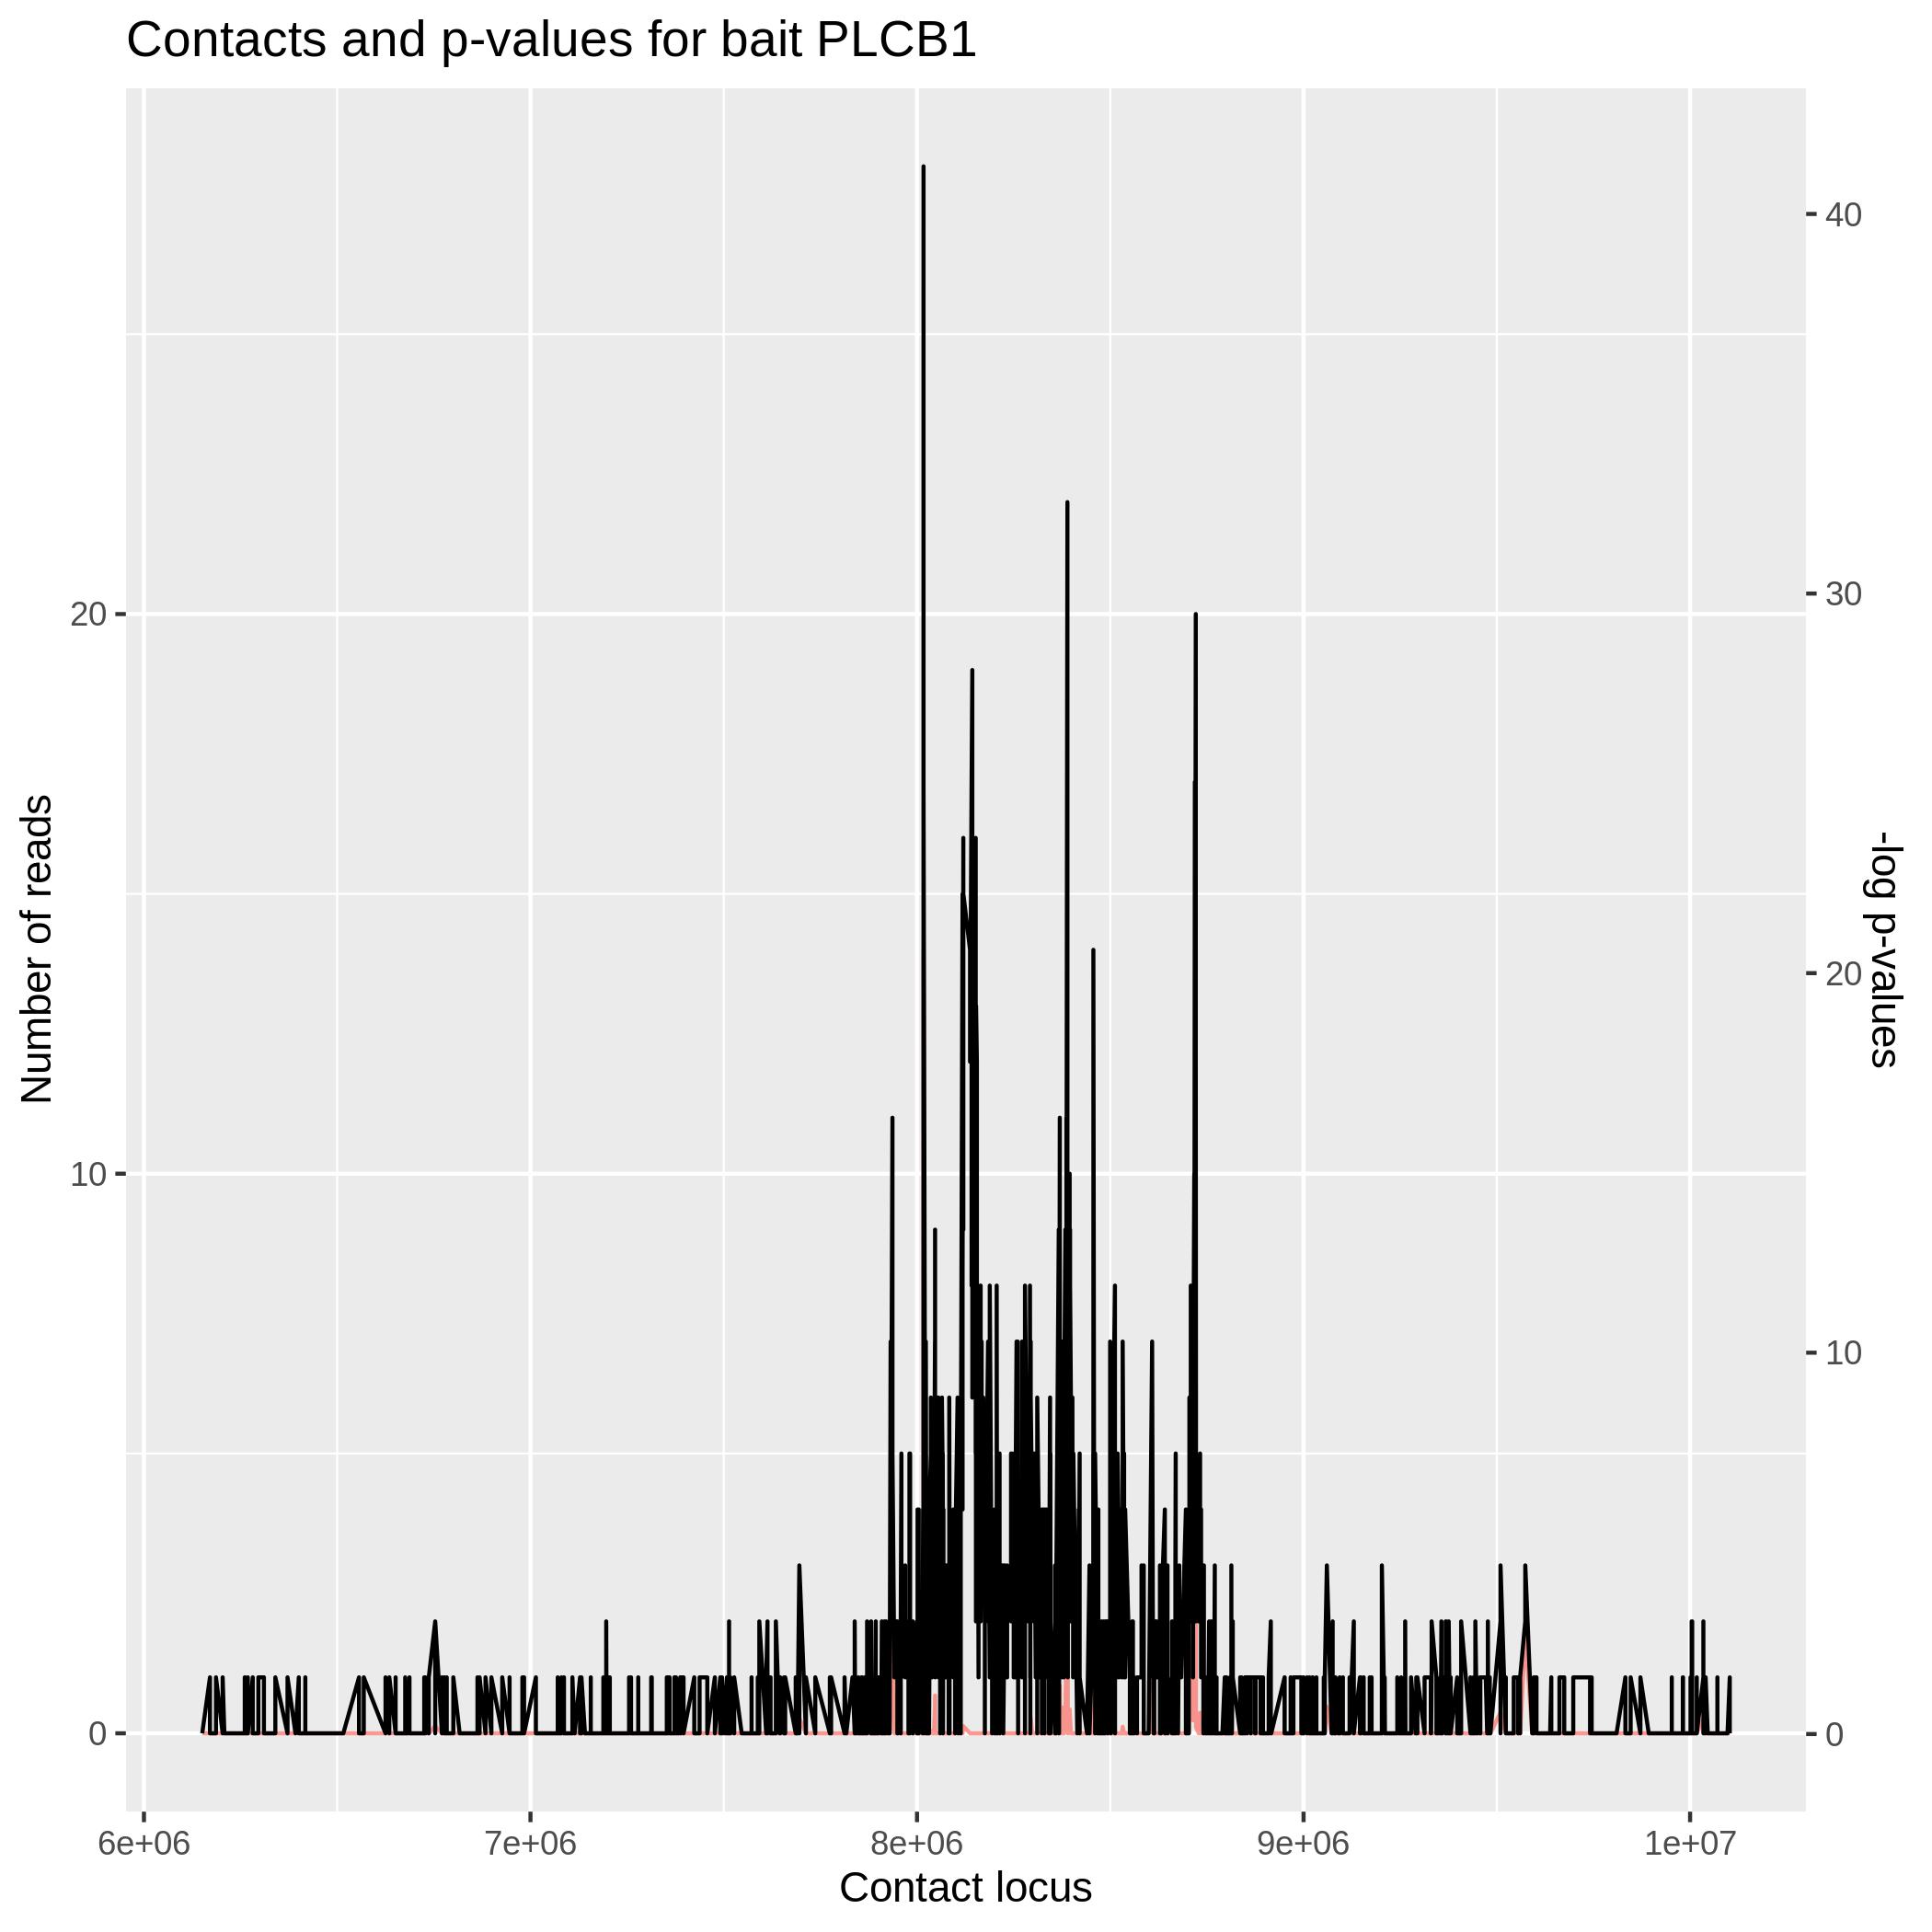 Contacts and p-values for bait PLCB1
40
30
20
20
10
10
0
0
Number of reads
-log p-values
6e+06
7e+06
8e+06
9e+06
1e+07
Contact locus